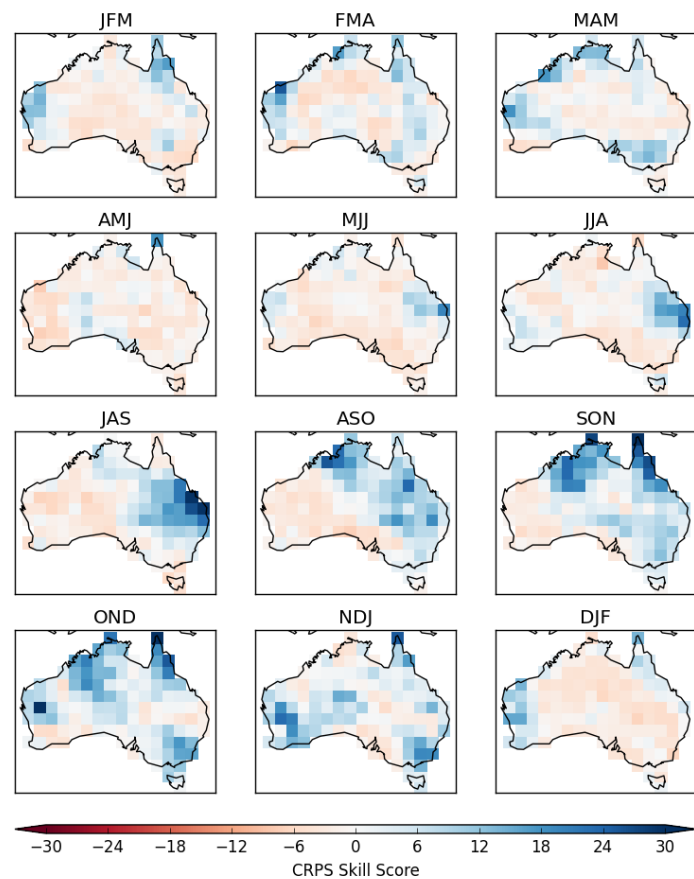 JFM FMA MAM
AMJ MJJ JJA
JAS ASO SON
OND NDJ DJF
−30 −24 −18 −12 −6 0 6 12 18 24 30
CRPS Skill Score